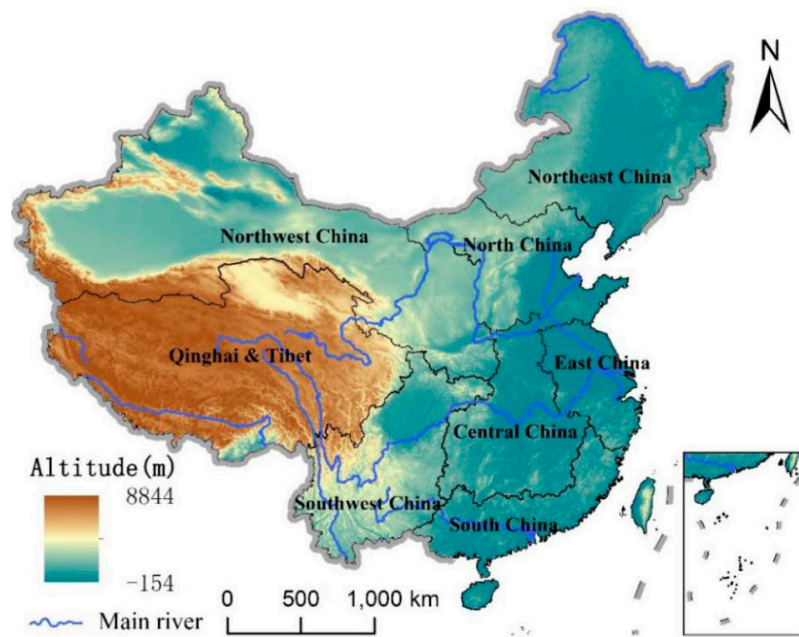 N
Northeast China
Northwest China
North China
Qinghai & Tibet
East China
Central China
Southwest China
South China
Altitude(m)
8844
-154
Main river
0 500 1,000 km